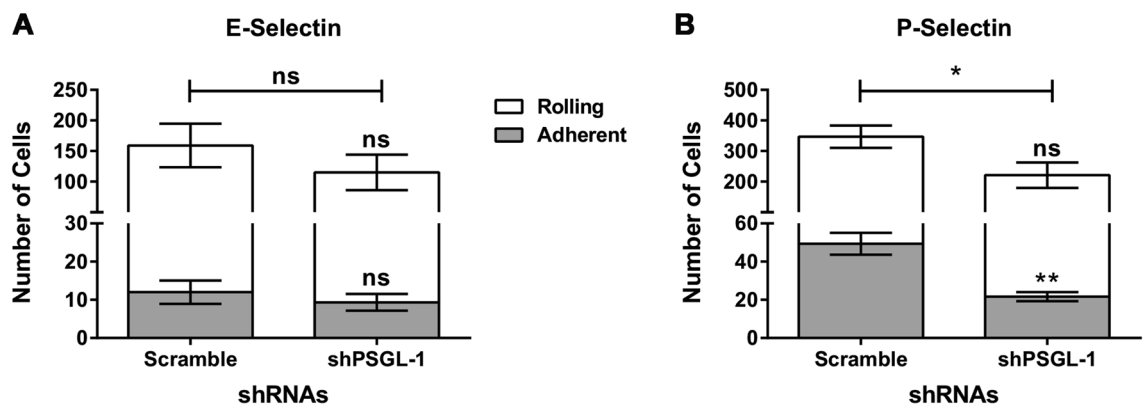 A
E-Selectin
ns
250
200
150
100
30
20
10
0
Number of Cells
ns
ns
Scramble
shPSGL-1
shRNAs
Rolling
Adherent
B
P-Selectin
*
500
400
300
200
60
40
20
0
Number of Cells
ns
**
Scramble
shPSGL-1
shRNAs